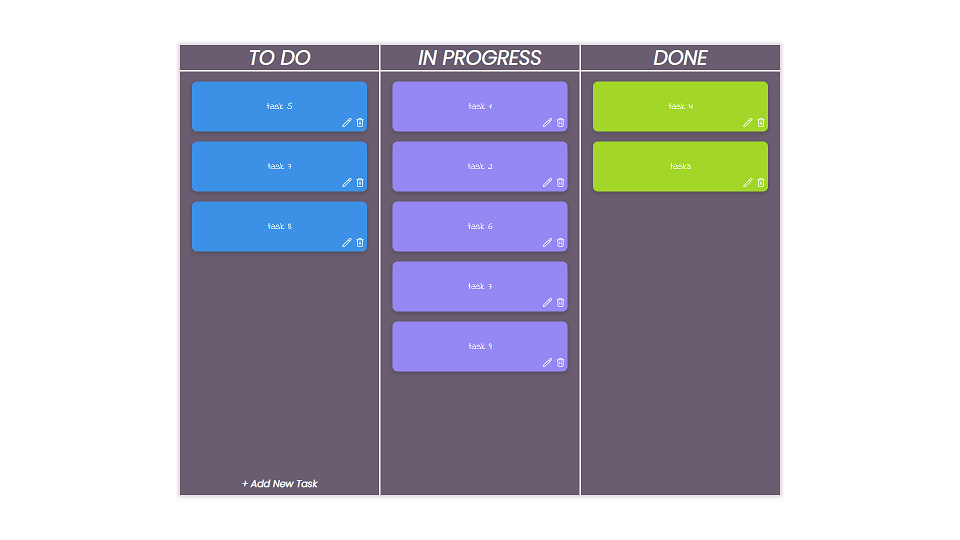 TO DO
task 5
task 7
task 8
+ Add New Task
IN PROGRESS
task 1
task 2
task 6
task 7
task 9
DONE
task 4
task3